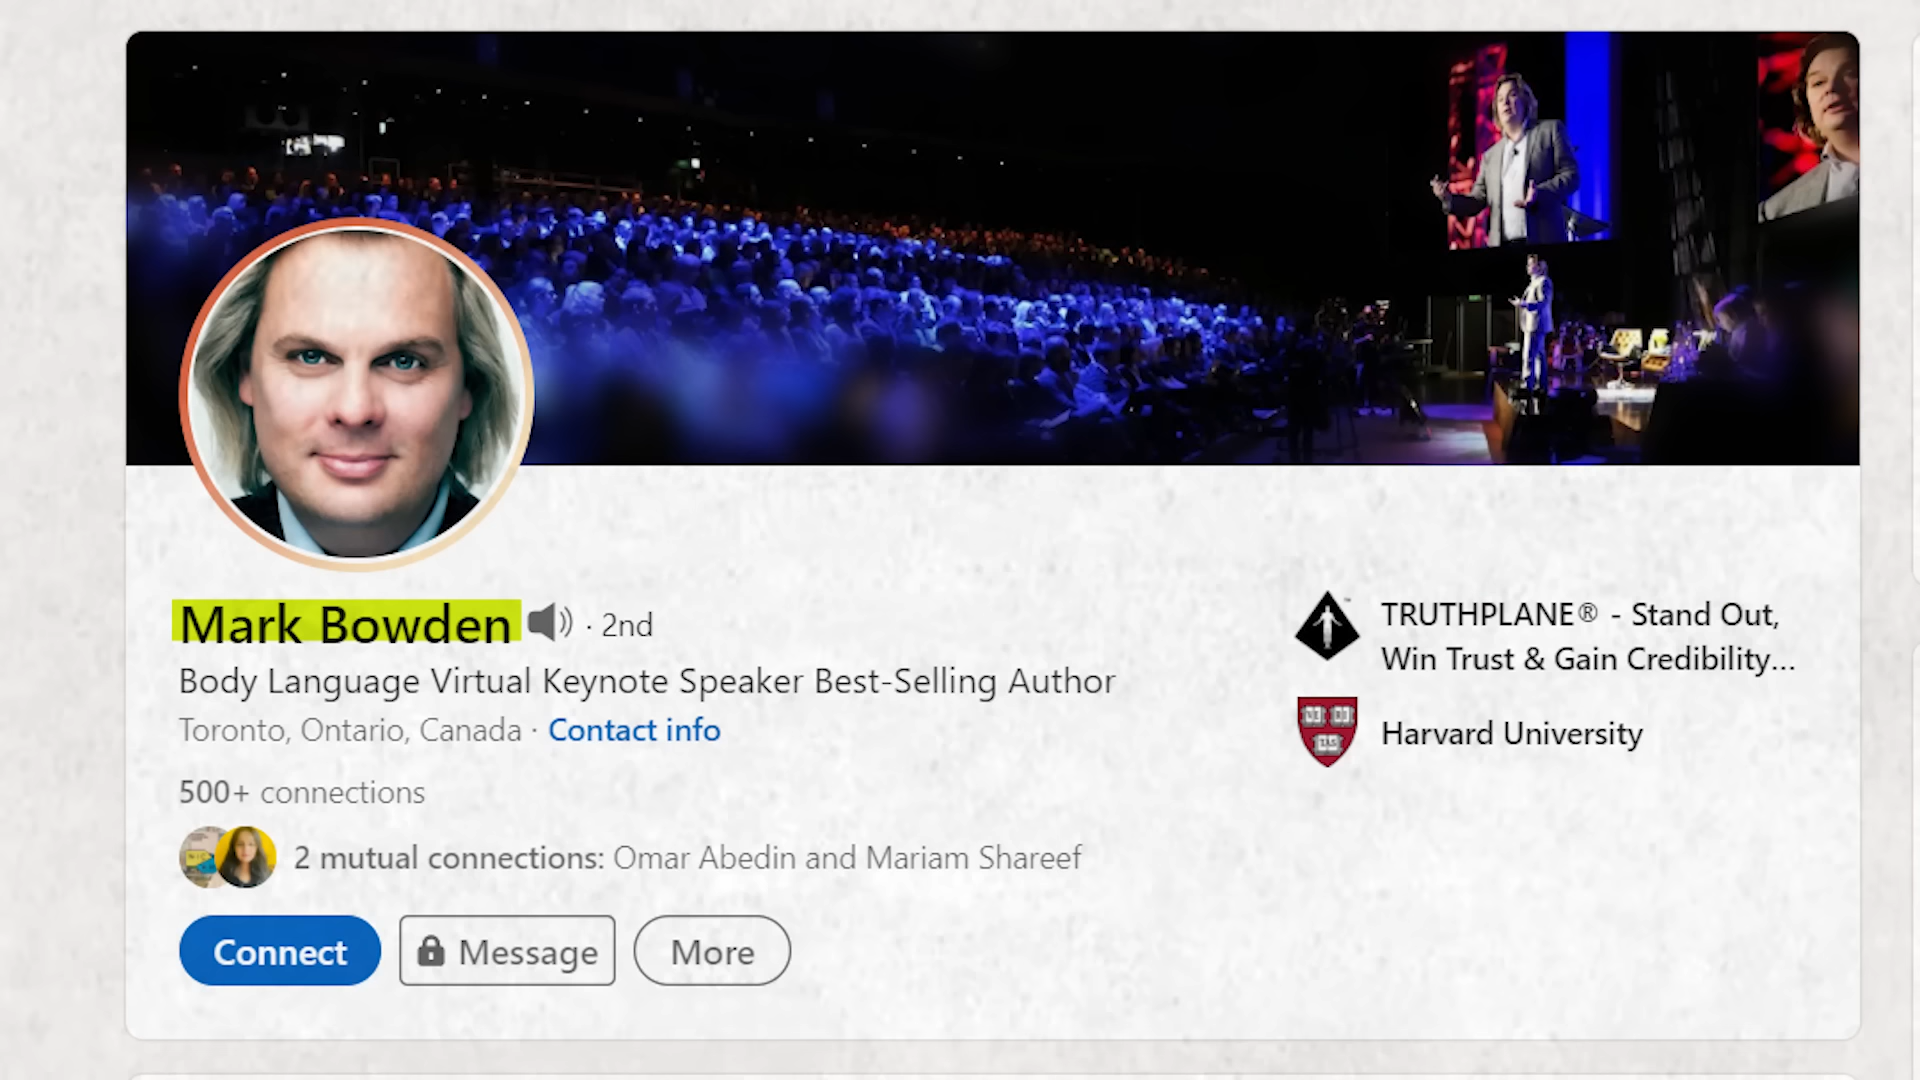 Mark Bowden · 2nd
Body Language Virtual Keynote Speaker Best-Selling Author
Toronto, Ontario, Canada · Contact info
500+ connections
2 mutual connections: Omar Abedin and Mariam Shareef
Connect
Message
More
TRUTHPLANE® - Stand Out,
Win Trust & Gain Credibility...
Harvard University